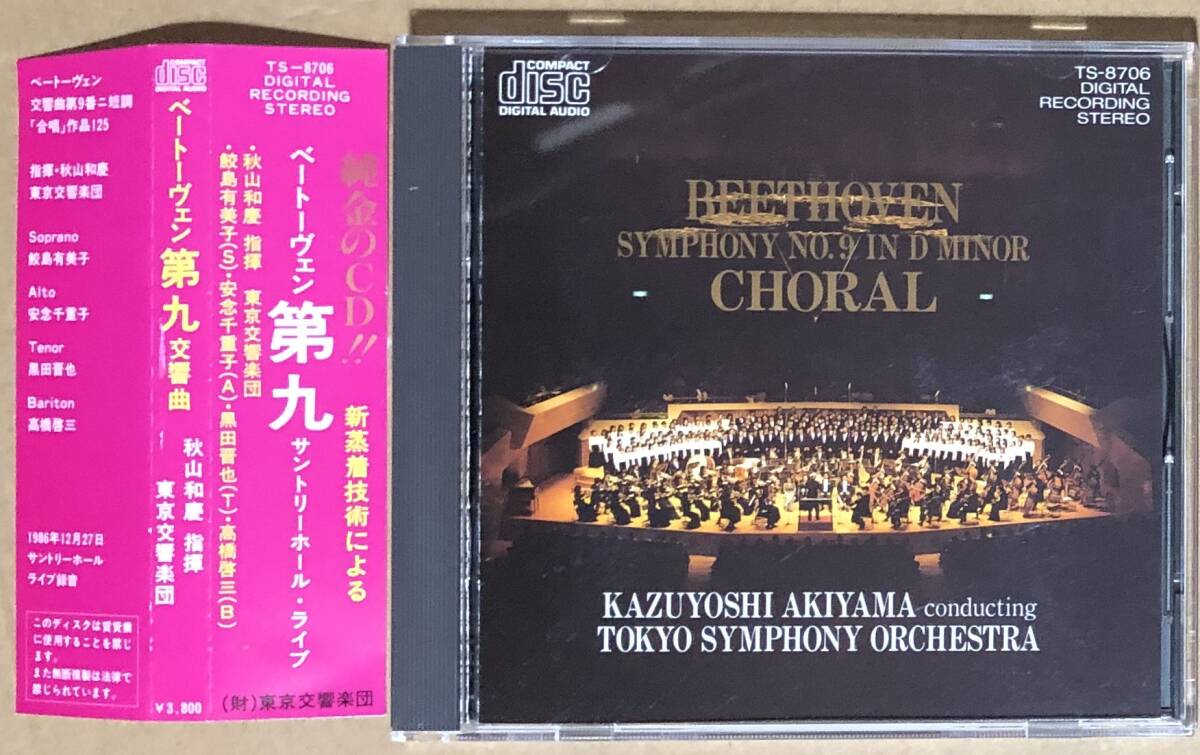 ベートーヴェン
交響曲第9番ニ短調
「合唱」作品125
指揮・秋山和慶
東京交響楽団
Soprano
鮫島有美子
Alto
安念千重子
Tenor
黒田晋也
Bariton
高橋啓三
1986年12月27日
サントリーホール
ライブ録音
このディスクは賃貸業
に使用することを禁じ
ます。
また無断複製は法律で
禁じられています。
COMPACT
disc
DIGITAL AUDIO
ベートーヴェン 第九 交響曲
秋山和慶 指揮
東京交響楽団
¥3,800
TS-8706
DIGITAL
RECORDING
STEREO
純金のCD!! 新蒸着技術による
ベートーヴェン 第九 サントリーホール・ライブ
・秋山和慶 指揮 東京交響楽団
・鮫島有美子(S)・安念千重子(A)・黒田晋也(T)・高橋啓三(B)
(財)東京交響楽団
COMPACT
disc
DIGITAL AUDIO
TS-8706
DIGITAL
RECORDING
STEREO
BEETHOVEN
SYMPHONY NO.9 IN D MINOR
CHORAL
KAZUYOSHI AKIYAMA conducting
TOKYO SYMPHONY ORCHESTRA